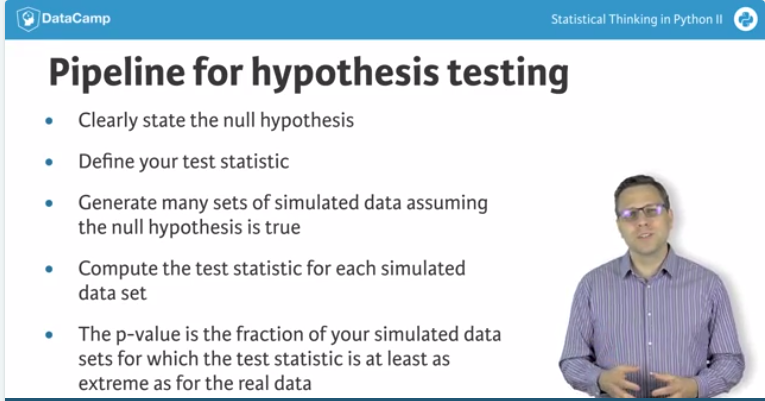 DataCamp
Statistical Thinking in Python II
Pipeline for hypothesis testing
• Clearly state the null hypothesis
• Define your test statistic
• Generate many sets of simulated data assuming
the null hypothesis is true
• Compute the test statistic for each simulated
data set
• The p-value is the fraction of your simulated data
sets for which the test statistic is at least as
extreme as for the real data